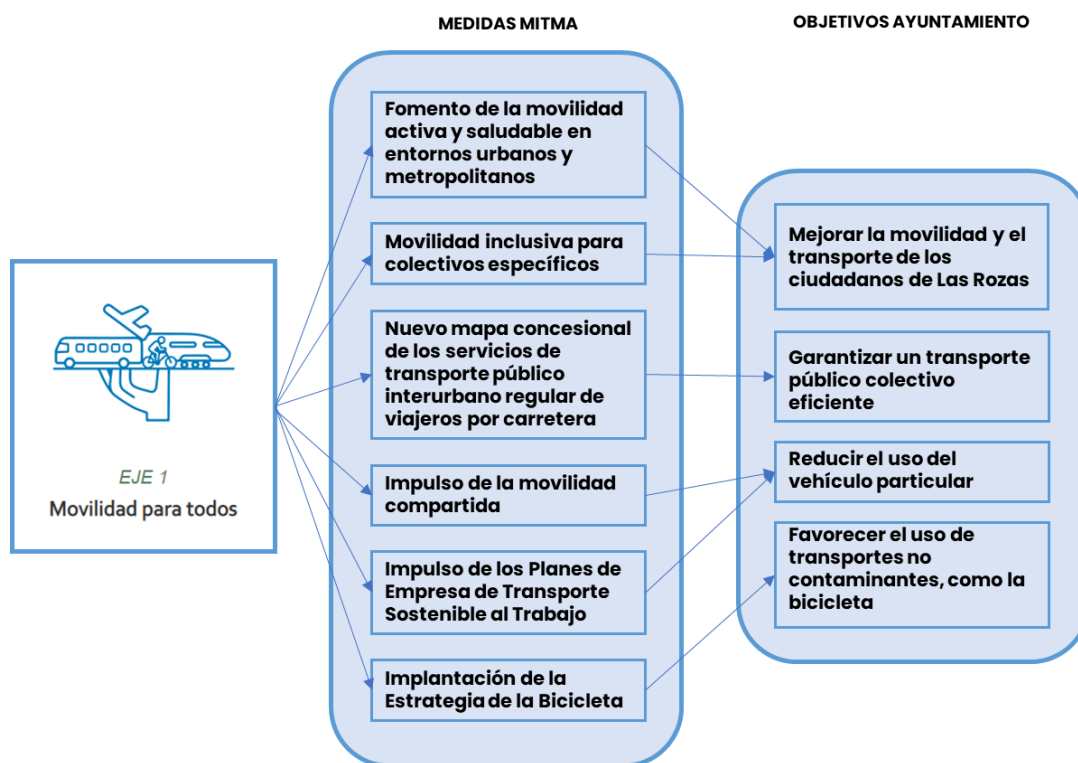 MEDIDAS MITMA
OBJETIVOS AYUNTAMIENTO
EJE 1
Movilidad para todos
Fomento de la movilidad
activa y saludable en
entornos urbanos y
metropolitanos
Movilidad inclusiva para
colectivos específicos
Nuevo mapa concesional
de los servicios de
transporte público
interurbano regular de
viajeros por carretera
Impulso de la movilidad
compartida
Impulso de los Planes de
Empresa de Transporte
Sostenible al Trabajo
Implantación de la
Estrategia de la Bicicleta
Mejorar la movilidad y el
transporte de los
ciudadanos de Las Rozas
Garantizar un transporte
público colectivo
eficiente
Reducir el uso del
vehículo particular
Favorecer el uso de
transportes no
contaminantes, como la
bicicleta